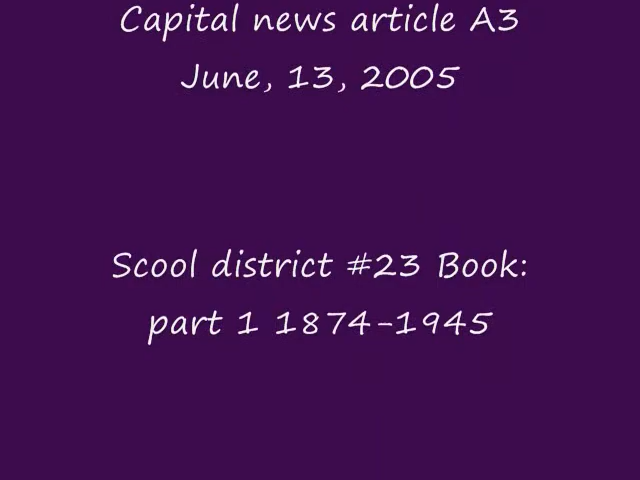 Capital news article A3
June, 13, 2005
Scool district #23 Book:
part 1 1874-1945